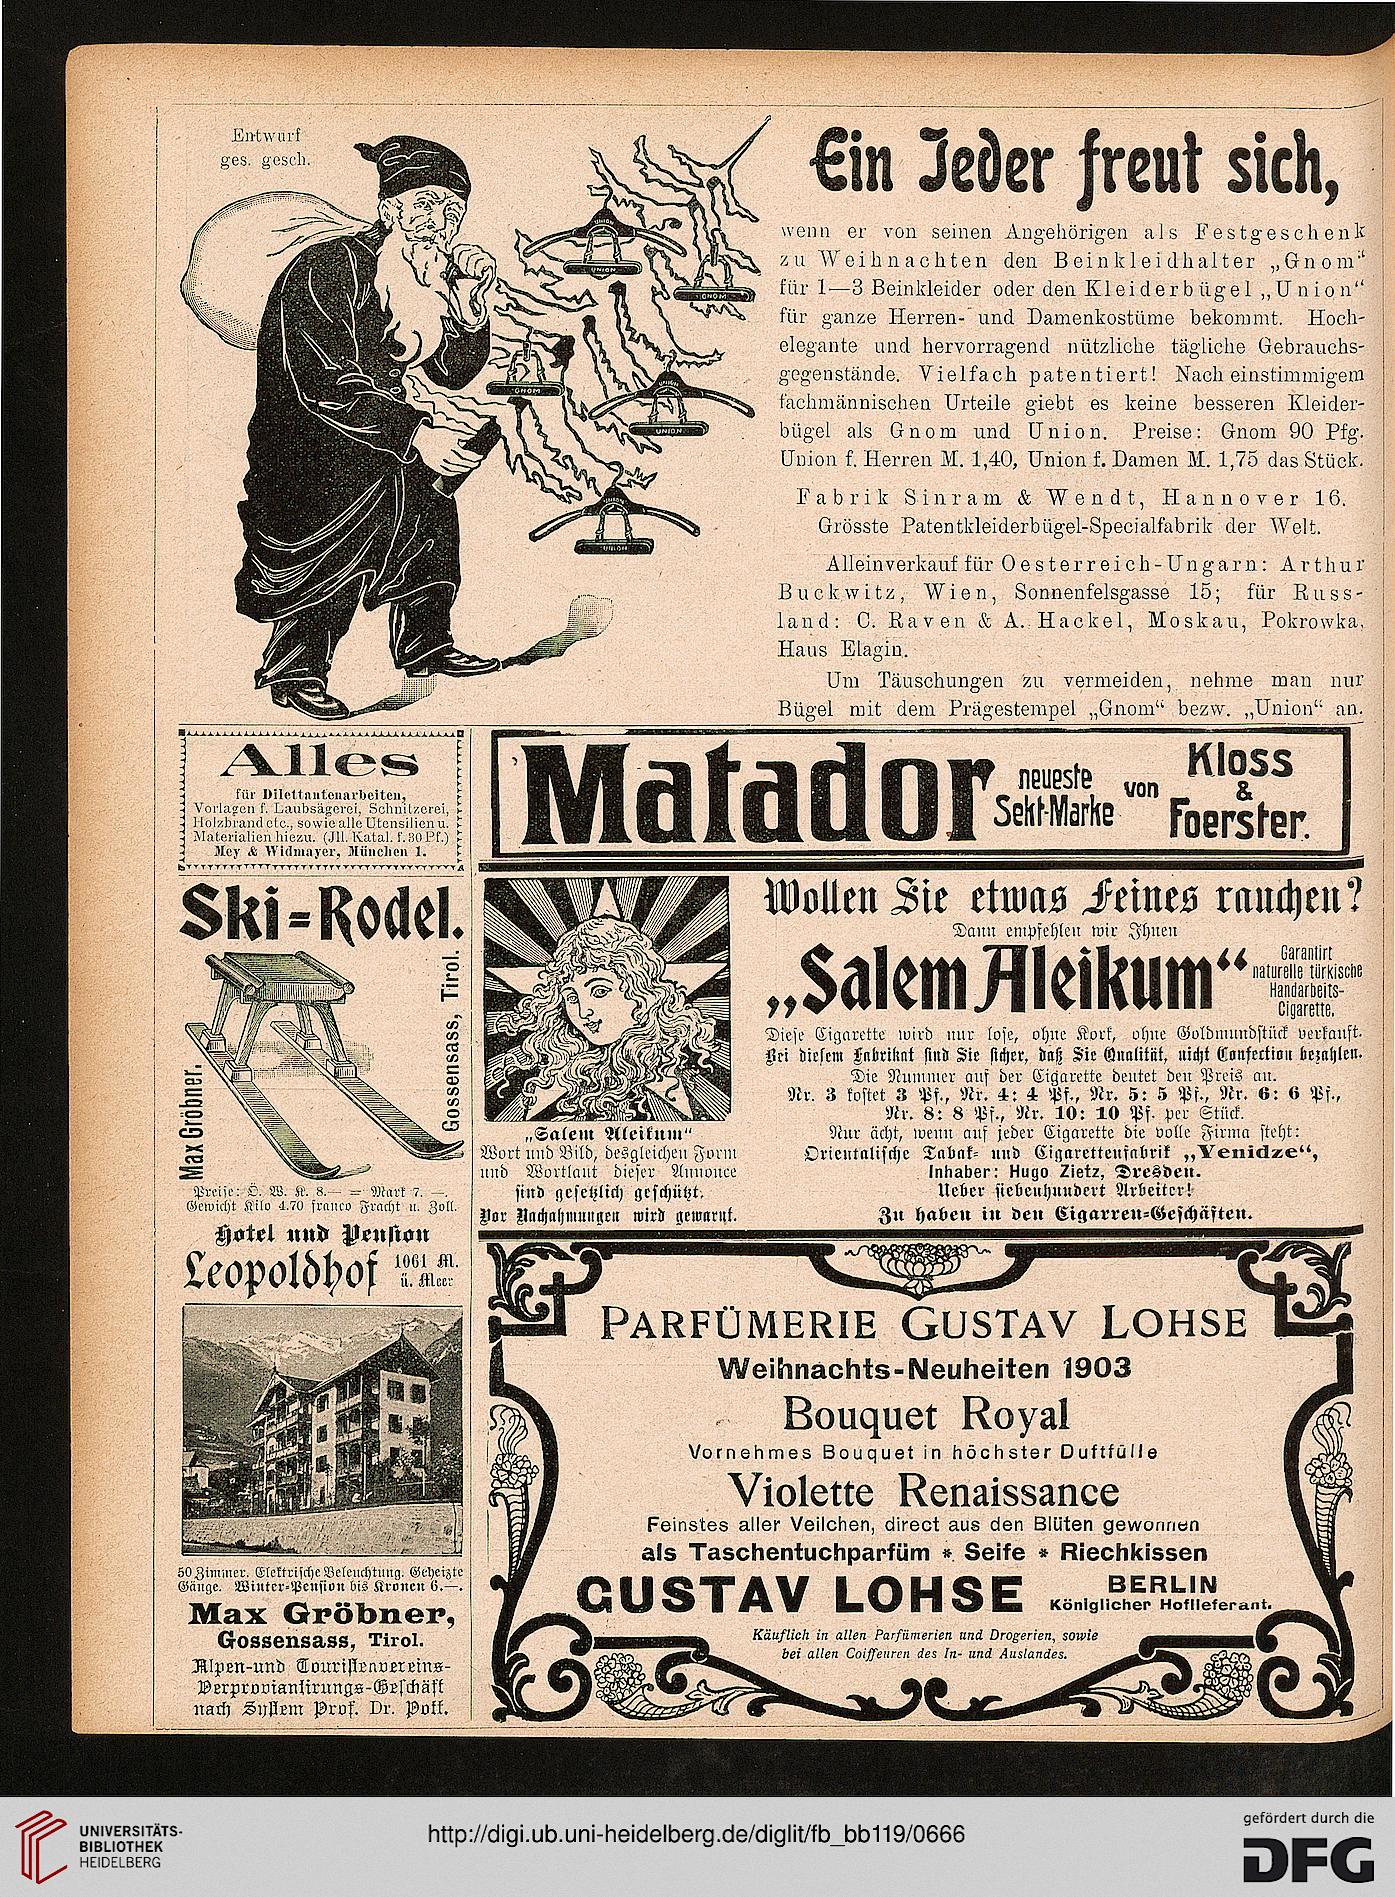 Entwurf
ges. gesch.
UNION
UNION
GNOM
GNOM
UNION
UNION
UNION
UNION
Ein Jeder freut sich,
wenn er von seinen Angehörigen als Festgeschenk
zu Weihnachten den Beinkleidhalter „Gnom“
für 1—3 Beinkleider oder den Kleiderbügel „Union“
für ganze Herren- und Damenkostüme bekommt. Hoch-
elegante und hervorragend nützliche tägliche Gebrauchs-
gegenstände. Vielfach patentiert! Nach einstimmigem
fachmännischen Urteile giebt es keine besseren Kleider-
bügel als Gnom und Union. Preise: Gnom 90 Pfg.
Union f. Herren M. 1,40, Union f. Damen M. 1,75 das Stück.
Fabrik Sinram & Wendt, Hannover 16.
Grösste Patentkleiderbügel-Specialfabrik der Welt.
Alleinverkauf für Oesterreich-Ungarn: Arthur
Buckwitz, Wien, Sonnenfelsgasse 15; für Russ-
land: C. Raven & A. Hackel, Moskau, Pokrowka,
Haus Elagin.
Um Täuschungen zu vermeiden, nehme man nur
Bügel mit dem Prägestempel „Gnom“ bezw. „Union“ an.
Alles
für Dilettantenarbeiten,
Vorlagen f. Laubsägerei, Schnitzerei,
Holzbrand etc., sowie alle Utensilien u.
Materialien hiezu. (Jll. Katal. f. 30 Pf.)
Mey & Widmayer, München 1.
Matador neueste Sekt-Marke von Kloss & Foerster.
Ski=Rodel.
Max Gröbner,
Gossensass, Tirol.
Preise: Ö. W. K. 8.— = Mark 7. —.
Gewicht Kilo 4.70 franco Fracht u. Zoll.
Hotel und Pension
Leopoldhof 1061 M. ü. Meer
50 Zimmer. Elektrische Beleuchtung. Geheizte
Gänge. Winter=Pension bis Kronen 6.—.
Max Gröbner,
Gossensass, Tirol.
Alpen-und Touristenvereins-
Verproviantirungs-Geschäft
nach System Prof. Dr. Pott.
„Salem Aleikum“
Wort und Bild, desgleichen Form
und Wortlaut dieser Annonce
sind gesetzlich geschützt.
Vor Nachahmungen wird gewarnt.
Wollen Sie etwas Feines rauchen?
Dann empfehlen wir Ihnen
„Salem Aleikum“
Garantirt
naturelle türkische
Handarbeits-
Cigarette.
Diese Cigarette wird nur lose, ohne Kork, ohne Goldmundstück verkauft.
Bei diesem Fabrikat sind Sie sicher, daß Sie Qualität, nicht Confection bezahlen.
Die Nummer auf der Cigarette deutet den Preis an.
Nr. 3 kostet 3 Pf., Nr. 4: 4 Pf., Nr. 5: 5 Pf., Nr. 6: 6 Pf.,
Nr. 8: 8 Pf., Nr. 10: 10 Pf. per Stück.
Nur ächt, wenn auf jeder Cigarette die volle Firma steht:
Orientalische Tabak= und Cigarettenfabrik „Yenidze“,
Inhaber: Hugo Zietz, Dresden.
Ueber siebenhundert Arbeiter!
Zu haben in den Cigarren=Geschäften.
PARFÜMERIE GUSTAV LOHSE
Weihnachts-Neuheiten 1903
Bouquet Royal
Vornehmes Bouquet in höchster Duftfülle
Violette Renaissance
Feinstes aller Veilchen, direct aus den Blüten gewonnen
als Taschentuchparfüm * Seife * Riechkissen
GUSTAV LOHSE BERLIN
Königlicher Hoflieferant.
Käuflich in allen Parfümerien und Drogerien, sowie
bei allen Coiffeuren des In- und Auslandes.
UNIVERSITÄTS-
BIBLIOTHEK
HEIDELBERG
http://digi.ub.uni-heidelberg.de/diglit/fb_bb119/0666
gefördert durch die
DFG